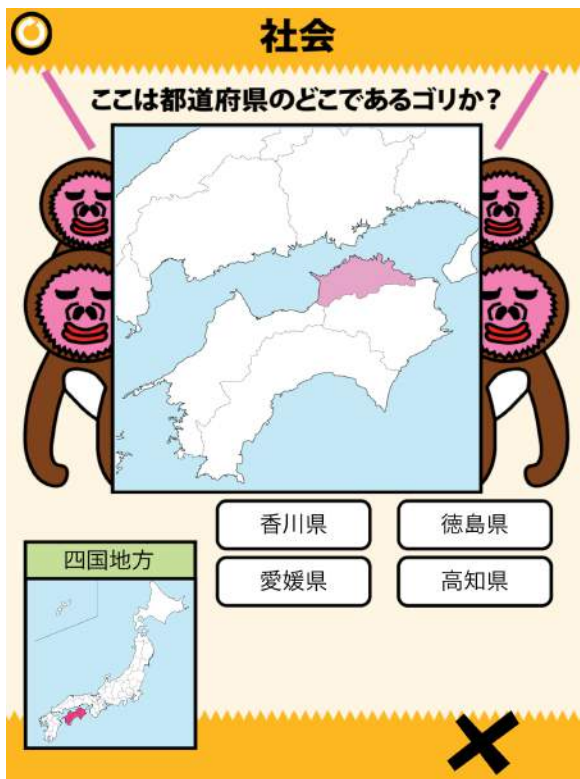 社会
ここは都道府県のどこであるゴリか？
香川県
徳島県
愛媛県
高知県
四国地方